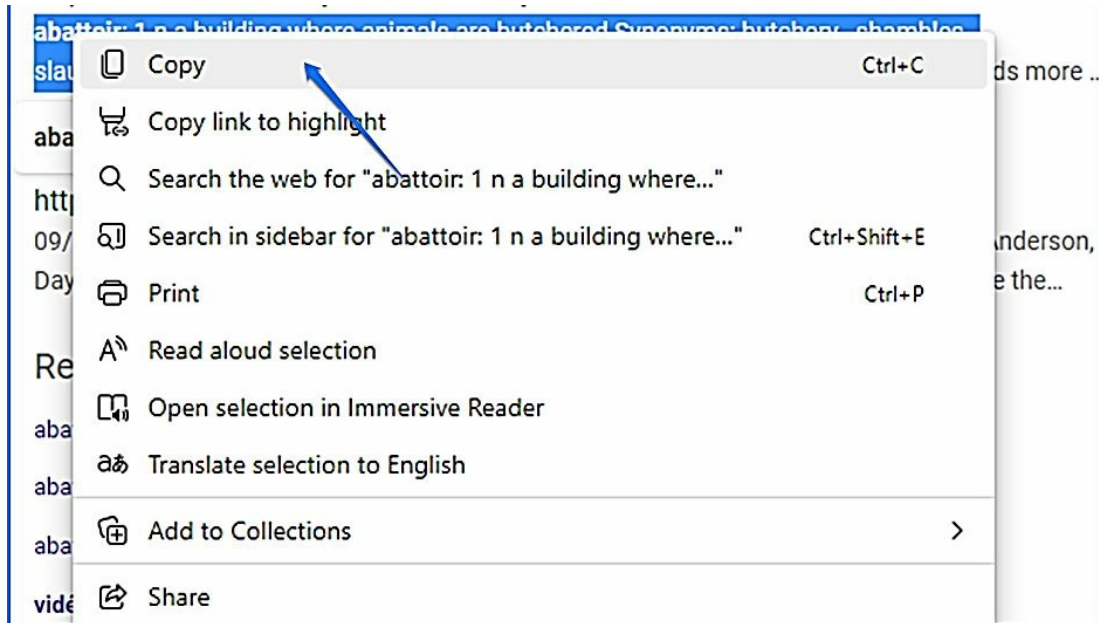 abattoir: 1 n a building where animals are butchered Synonyms: butchery, shambles,
ds more ..
Copy Ctrl+C
Copy link to highlight
Search the web for "abattoir: 1 n a building where..."
09/
Search in sidebar for "abattoir: 1 n a building where..." Ctrl+Shift+E
nderson,
Day
Print Ctrl+P
e the...
Read aloud selection
Re
Open selection in Immersive Reader
aba
Translate selection to English
aba
Add to Collections
aba
Share
vidé